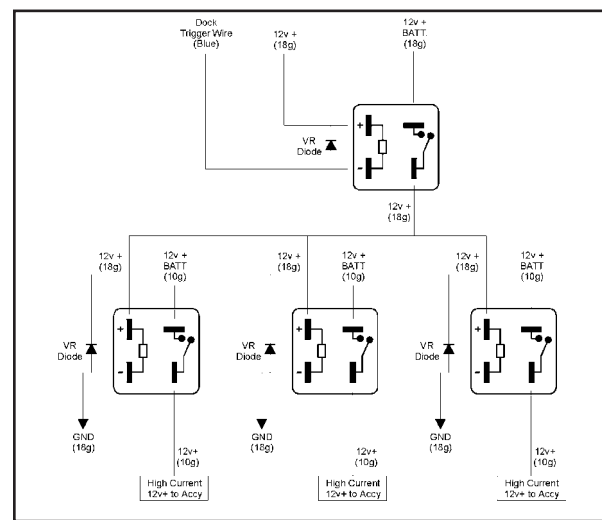 Dock
Trigger Wire
(Blue)
12v +
(18g)
12v +
BATT.
(18g)
VR
Diode
+
-
12v +
(18g)
12v +
(18g)
12v +
BATT
(10g)
12v +
(18g)
12v +
BATT
(10g)
12v +
(18g)
12v +
BATT
(10g)
VR
Diode
+
-
VR
Diode
+
-
VR
Diode
+
-
GND
(18g)
12v+
(10g)
GND
(18g)
12v+
(10g)
GND
(18g)
12v+
(10g)
High Current
12v+ to Accy
High Current
12v+ to Accy
High Current
12v+ to Accy